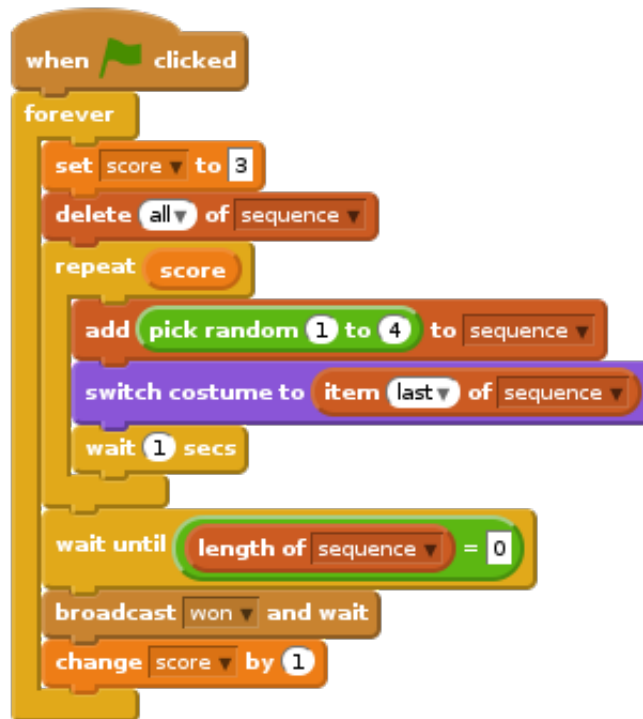 when clicked
forever
set score to 3
delete all of sequence
repeat score
add pick random 1 to 4 to sequence
switch costume to item last of sequence
wait 1 secs
wait until length of sequence = 0
broadcast won and wait
change score by 1